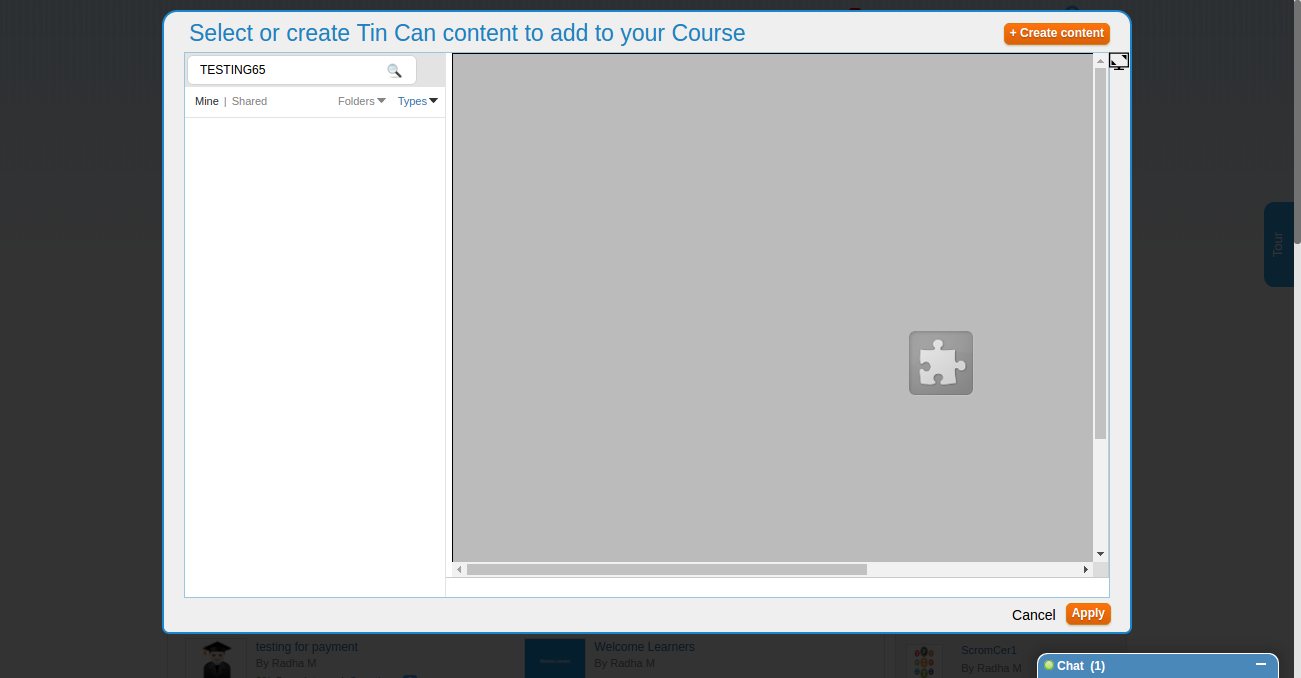 Select or create Tin Can content to add to your Course
+ Create content
TESTING65
Mine | Shared
Folders
Types
Tour
Cancel
Apply
testing for payment
By Radha M
Welcome Learners
By Radha M
ScromCer1
By Radha M
Chat (1)